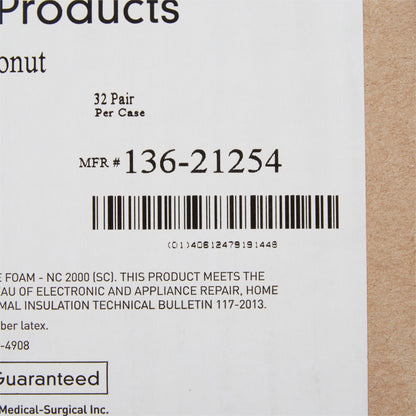 Products
onut
32 Pair
Per Case
MFR # 136-21254
(01)40612479191446
E FOAM - NC 2000 (SC). THIS PRODUCT MEETS THE
AU OF ELECTRONIC AND APPLIANCE REPAIR, HOME
MAL INSULATION TECHNICAL BULLETIN 117-2013.
ber latex.
-4908
Guaranteed
Medical-Surgical Inc.